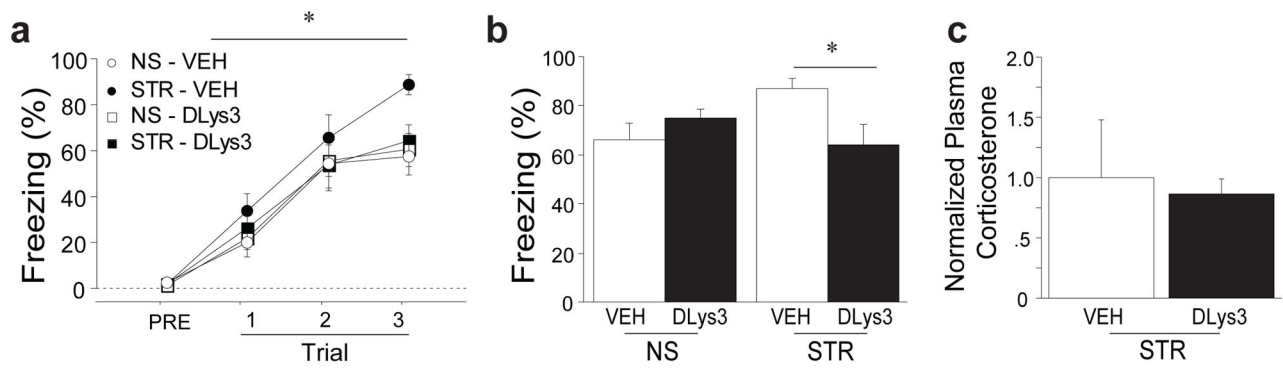 a
*
Freezing (%)
100
80
60
40
20
0
NS - VEH
STR - VEH
NS - DLys3
STR - DLys3
PRE
1
2
3
Trial
b
*
Freezing (%)
100
80
60
40
20
0
VEH
DLys3
VEH
DLys3
NS
STR
c
Normalized Plasma
Corticosterone
2.0
1.0
.5
0
VEH
DLys3
STR